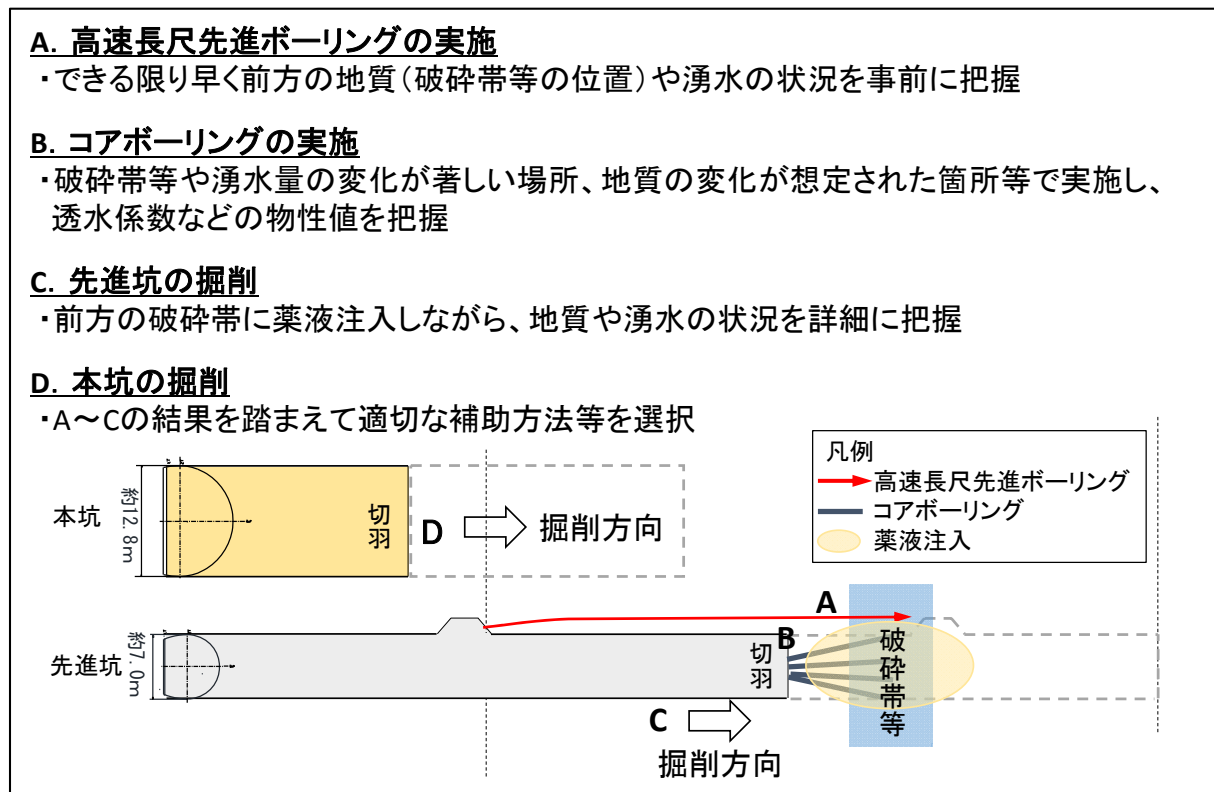 A. 高速長尺先進ボーリングの実施
・できる限り早く前方の地質(破砕帯等の位置)や湧水の状況を事前に把握
B. コアボーリングの実施
・破砕帯等や湧水量の変化が著しい場所、地質の変化が想定された箇所等で実施し、
透水係数などの物性値を把握
C. 先進坑の掘削
・前方の破砕帯に薬液注入しながら、地質や湧水の状況を詳細に把握
D. 本坑の掘削
・A～Cの結果を踏まえて適切な補助方法等を選択
凡例
高速長尺先進ボーリング
コアボーリング
薬液注入
本坑
約12.8m
切羽
D
掘削方向
A
B
先進坑
約7.0m
切羽
破砕帯等
C
掘削方向